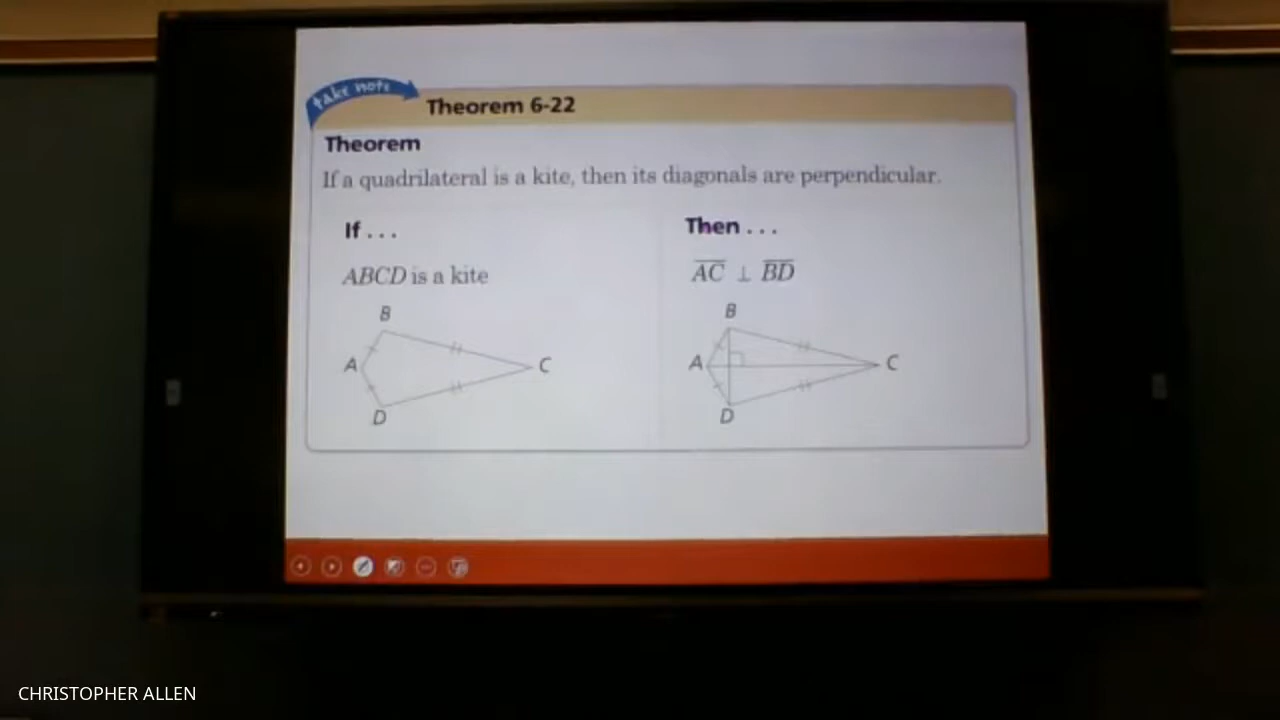 take note
Theorem 6-22
Theorem
If a quadrilateral is a kite, then its diagonals are perpendicular.
If . . .
Then . . .
ABCD is a kite
AC ⊥ BD
B
A
C
D
B
A
C
D
CHRISTOPHER ALLEN